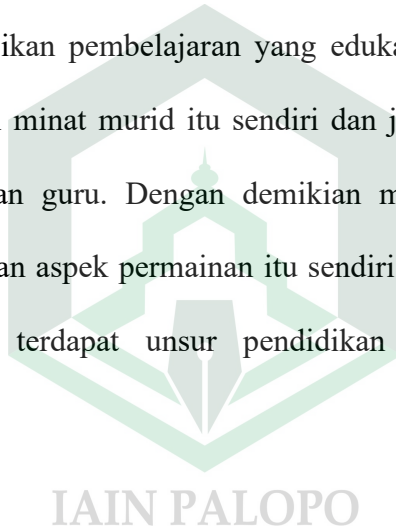 ikan pembelajaran yang eduka
minat murid itu sendiri dan j
an guru. Dengan demikian m
an aspek permainan itu sendiri
terdapat unsur pendidikan
IAIN PALOPO